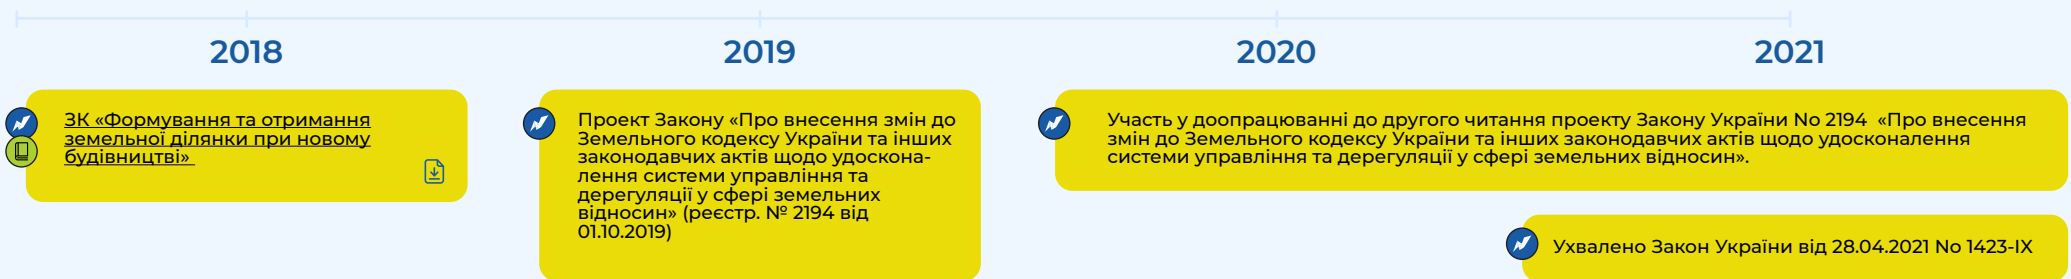 2018
2019
2020
2021
ЗК «Формування та отримання
земельної ділянки при новому
будівництві»
Проект Закону «Про внесення змін до
Земельного кодексу України та інших
законодавчих актів щодо удоскона-
лення системи управління та
дерегуляції у сфері земельних
відносин» (реєстр. № 2194 від
01.10.2019)
Участь у доопрацюванні до другого читання проекту Закону України No 2194 «Про внесення
змін до Земельного кодексу України та інших законодавчих актів щодо удосконалення
системи управління та дерегуляції у сфері земельних відносин».
Ухвалено Закон України від 28.04.2021 No 1423-IX